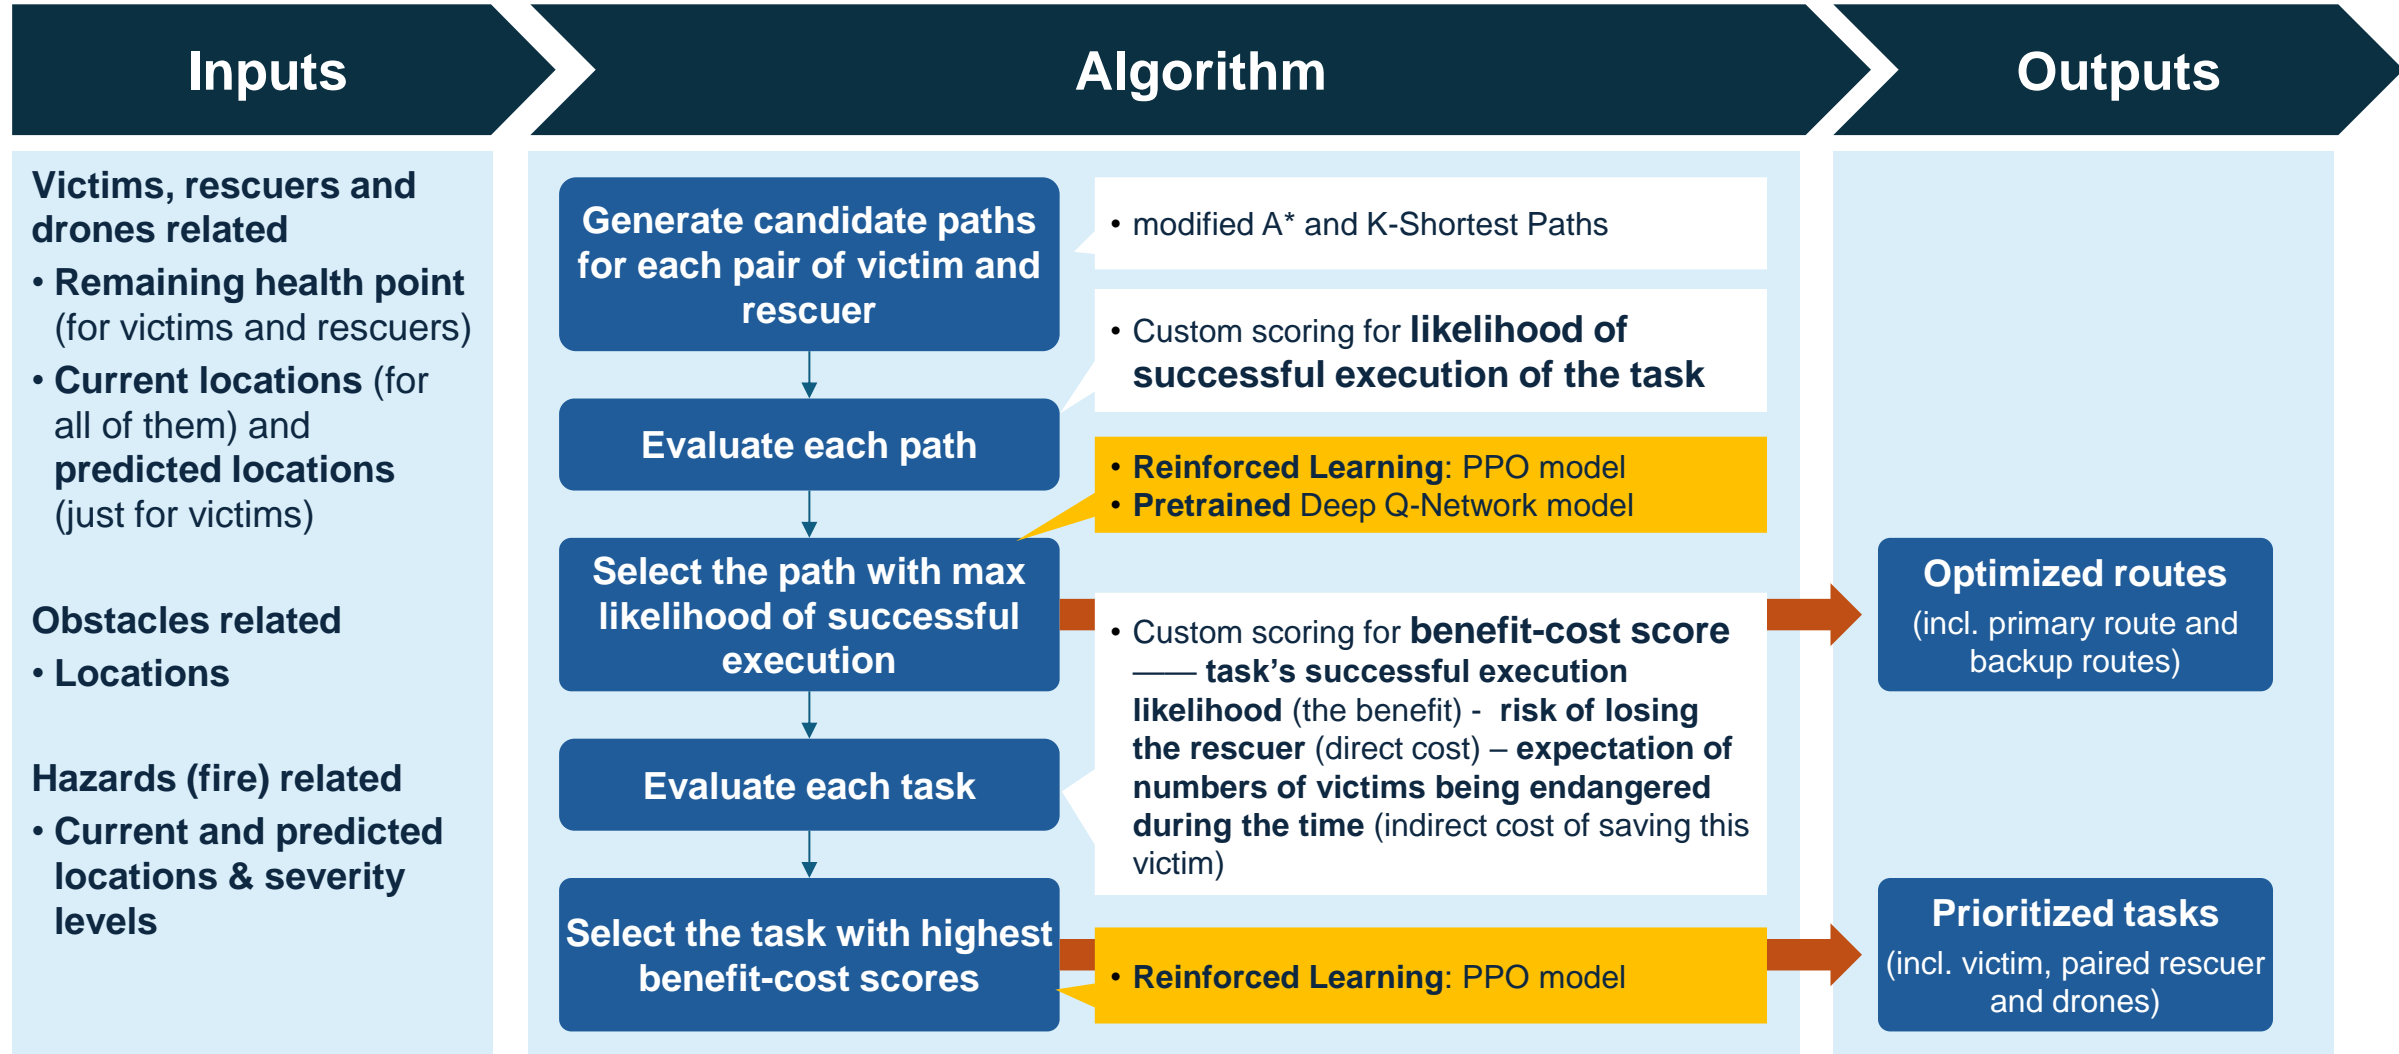 Inputs
Algorithm
Outputs
Victims, rescuers and
drones related
• Remaining health point
(for victims and rescuers)
• Current locations (for
all of them) and
predicted locations
(just for victims)
Obstacles related
• Locations
Hazards (fire) related
• Current and predicted
locations & severity
levels
Generate candidate paths
for each pair of victim and
rescuer
• modified A* and K-Shortest Paths
Evaluate each path
• Custom scoring for likelihood of
successful execution of the task
Select the path with max
likelihood of successful
execution
• Reinforced Learning: PPO model
• Pretrained Deep Q-Network model
Evaluate each task
• Custom scoring for benefit-cost score
—— task’s successful execution
likelihood (the benefit) - risk of losing
the rescuer (direct cost) – expectation of
numbers of victims being endangered
during the time (indirect cost of saving this
victim)
Select the task with highest
benefit-cost scores
• Reinforced Learning: PPO model
Optimized routes
(incl. primary route and
backup routes)
Prioritized tasks
(incl. victim, paired rescuer
and drones)